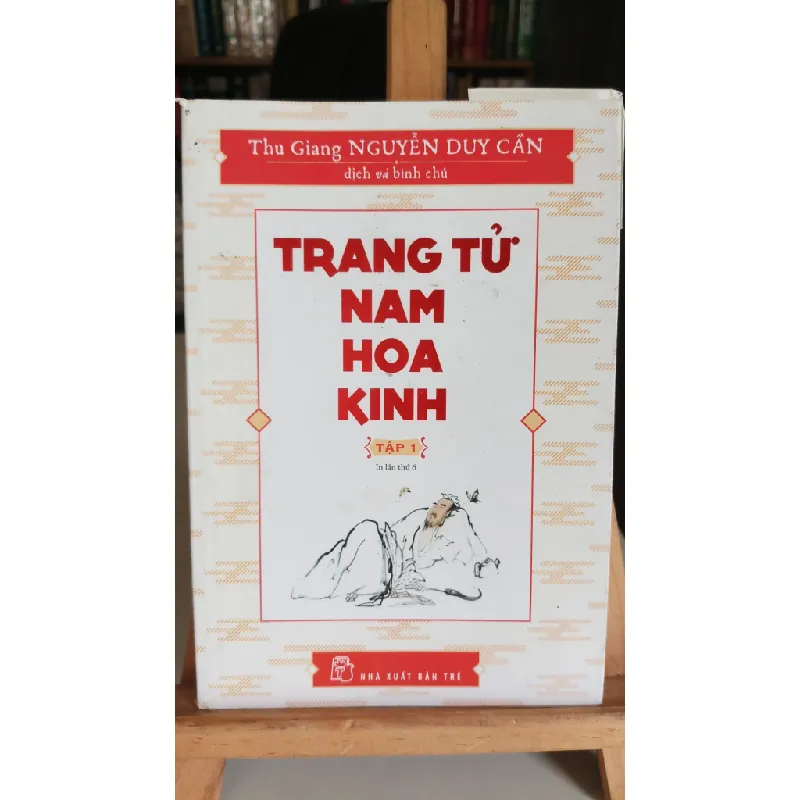 Thu Giang NGUYỄN DUY CẦN
dịch và bình chú
TRANG TỬ
NAM
HOA
KINH
TẬP 1
In lần thứ 6
NHÀ XUẤT BẢN TRẺ